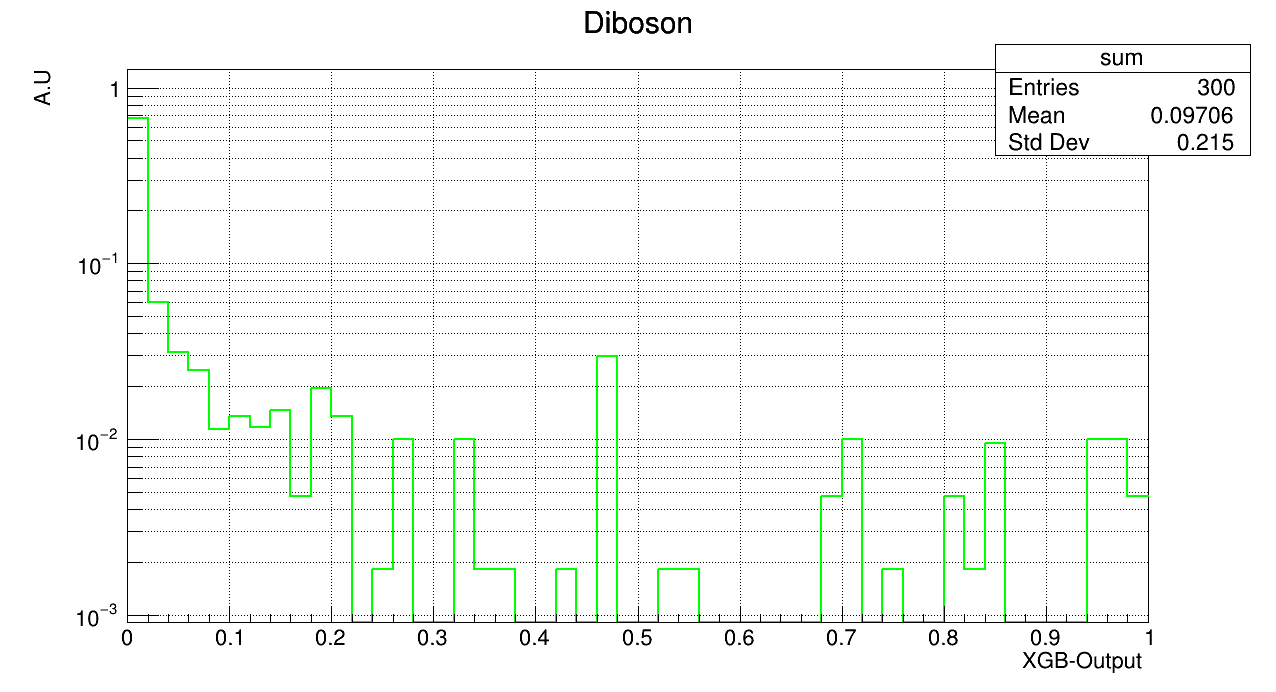 Diboson
A.U
sum
Entries 300
Mean 0.09706
Std Dev 0.215
1
10⁻¹
10⁻²
10⁻³
0 0.1 0.2 0.3 0.4 0.5 0.6 0.7 0.8 0.9 1
XGB-Output